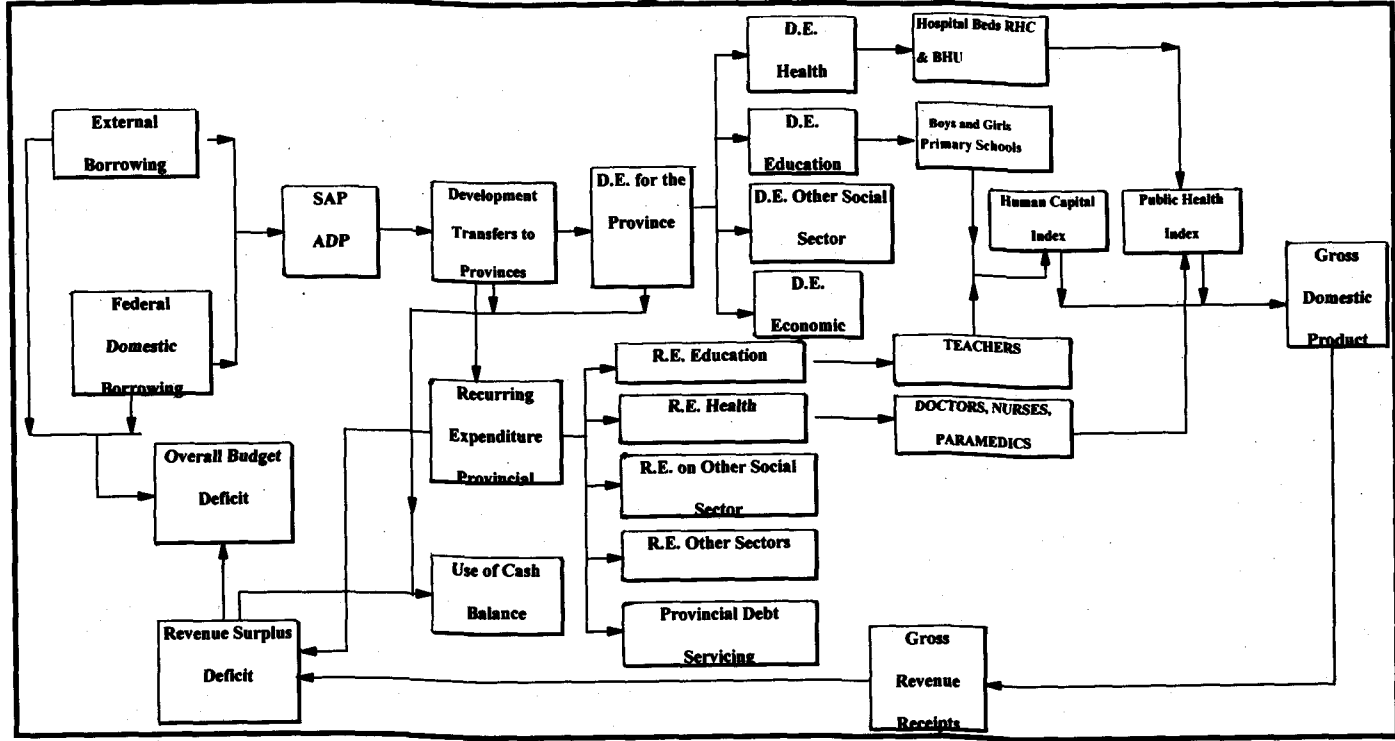 External
Borrowing
Federal
Domestic
Borrowing
SAP
ADP
Development
Transfers to
Provinces
D.E. for the
Province
D.E.
Health
D.E.
Education
D.E. Other Social
Sector
D.E.
Economic
Hospital Beds RHC
& BHU
Boys and Girls
Primary Schools
Human Capital
Index
Public Health
Index
Gross
Domestic
Product
Recurring
Expenditure
Provincial
R.E. Education
R.E. Health
R.E. on Other Social
Sector
R.E. Other Sectors
Provincial Debt
Servicing
TEACHERS
DOCTORS, NURSES,
PARAMEDICS
Overall Budget
Deficit
Use of Cash
Balance
Revenue Surplus
Deficit
Gross
Revenue
Receipts